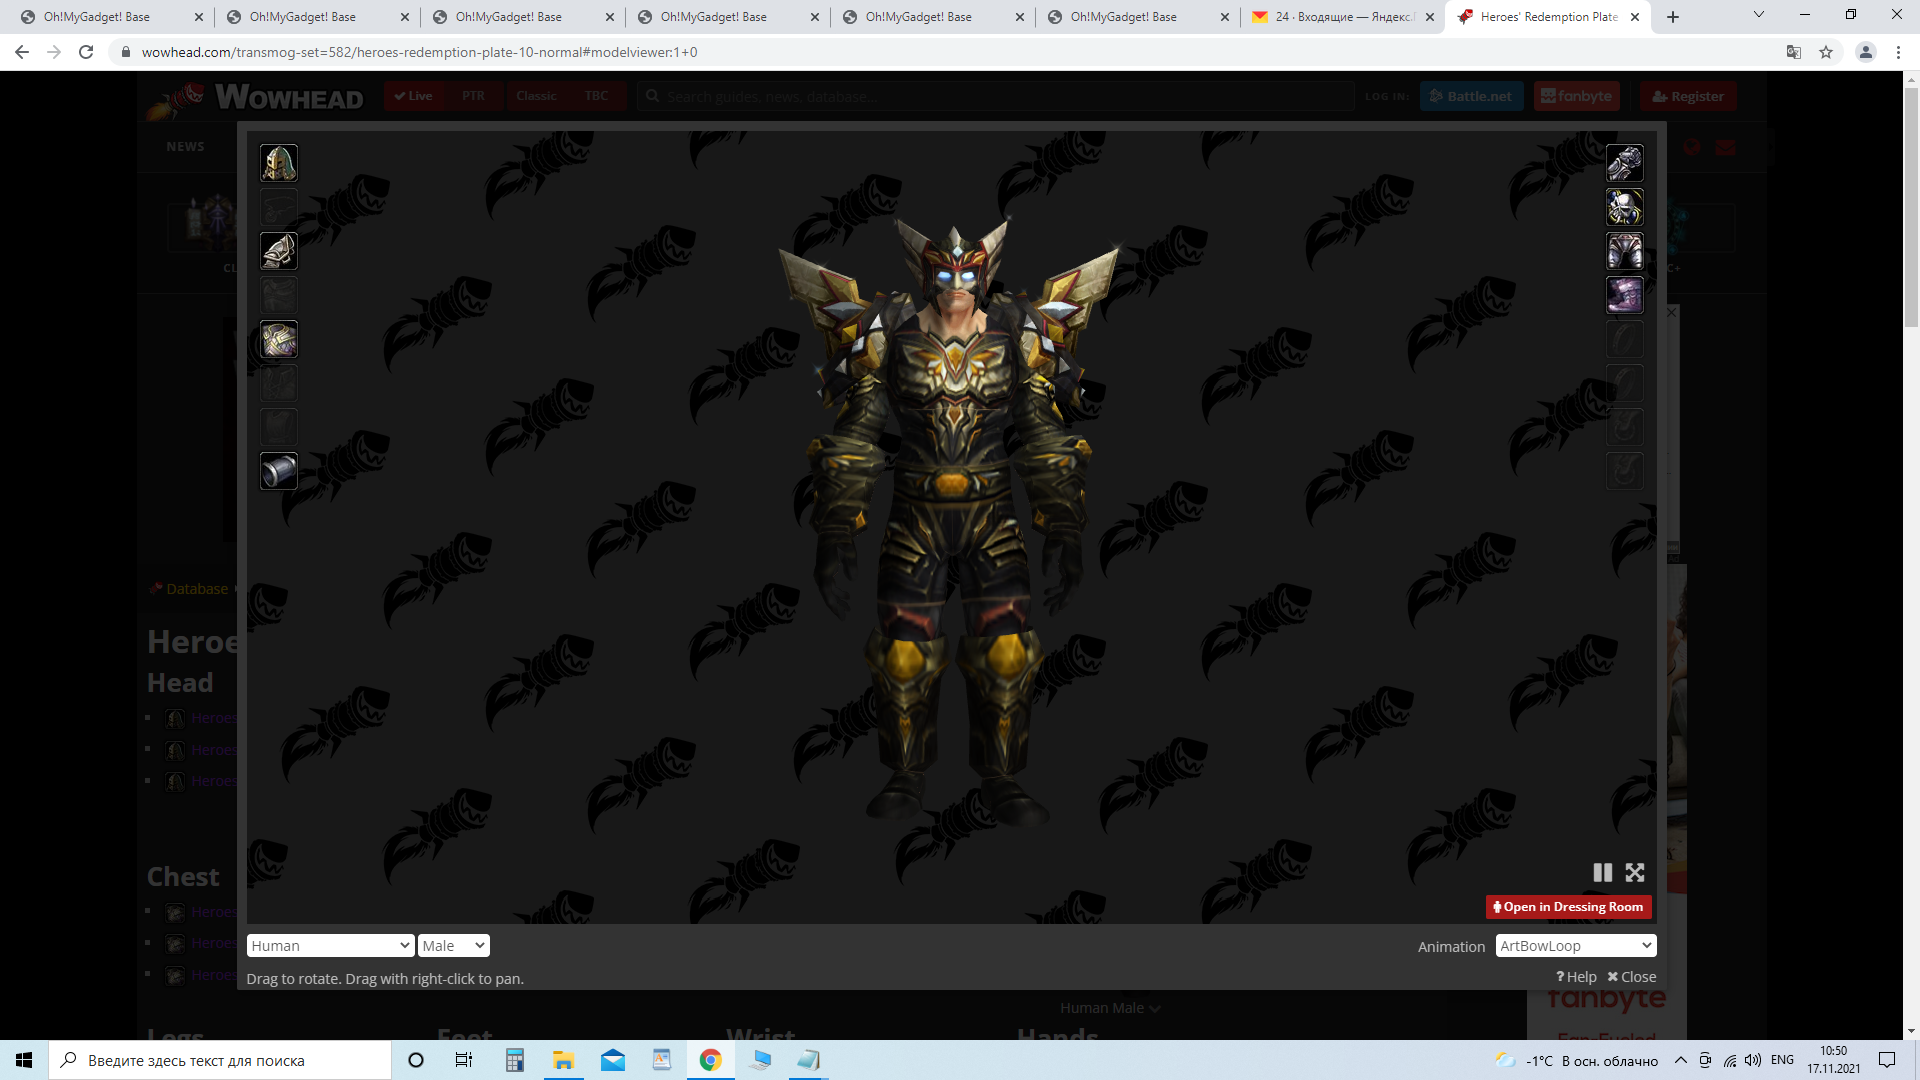 Oh!MyGadget! Base
Oh!MyGadget! Base
Oh!MyGadget! Base
Oh!MyGadget! Base
Oh!MyGadget! Base
Oh!MyGadget! Base
24 · Входящие — Яндекс.
Heroes' Redemption Plate
wowhead.com/transmog-set=582/heroes-redemption-plate-10-normal#modelviewer:1+0
WOWHEAD
Live
PTR
Classic
TBC
Search guides, news, database...
LOG IN:
Battle.net
fanbyte
Register
NEWS
CL
C+
Database
Heroe
Head
Heroes
Heroes
Heroes
Chest
Heroes
Heroes
Heroes
Open in Dressing Room
Human
Male
Animation
ArtBowLoop
Drag to rotate. Drag with right-click to pan.
? Help
Close
fanbyte
Human Male
Legs
Feet
Wrist
Hands
Fan-Fueled
Введите здесь текст для поиска
-1°C В осн. облачно
ENG
10:50
17.11.2021